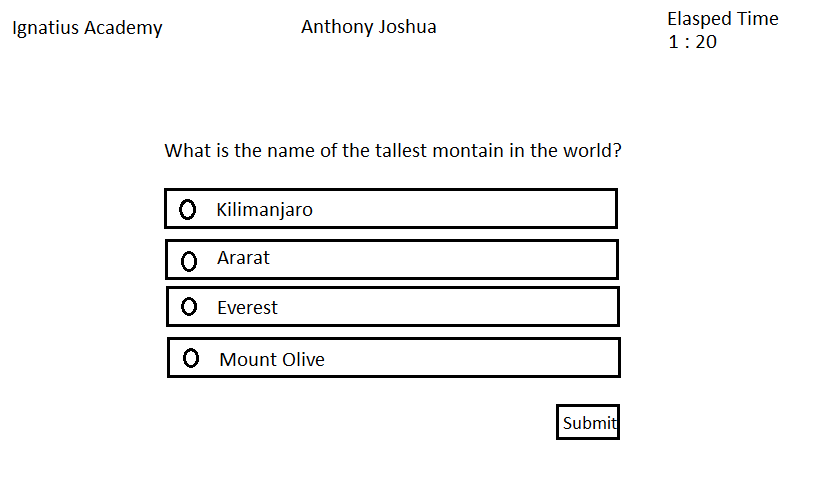 Ignatius Academy
Anthony Joshua
Elasped Time
1 : 20
What is the name of the tallest montain in the world?
Kilimanjaro
Ararat
Everest
Mount Olive
Submit